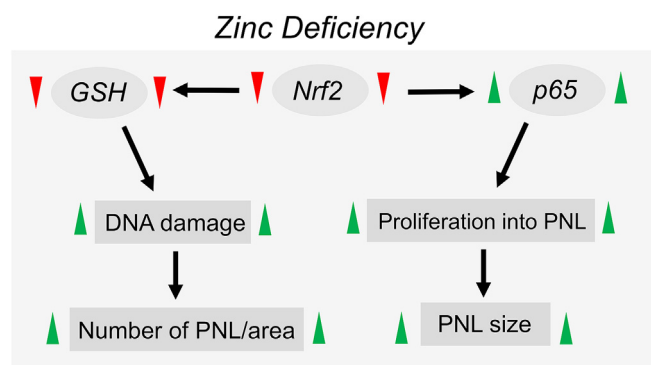 Zinc Deficiency
GSH
Nrf2
p65
DNA damage
Proliferation into PNL
Number of PNL/area
PNL size